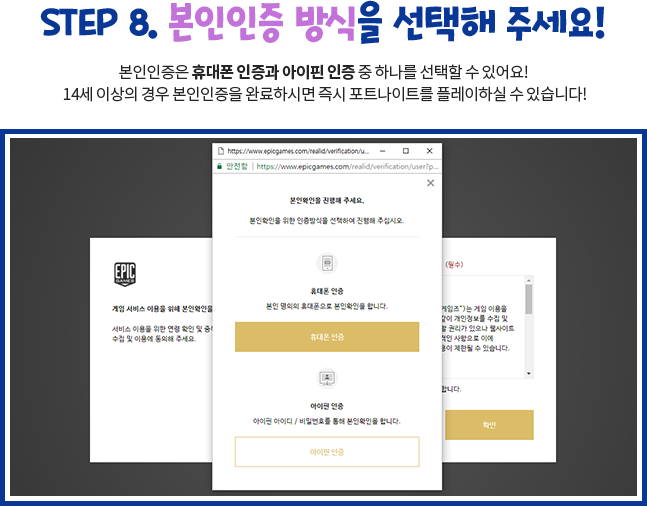 STEP 8. 본인인증 방식을 선택해 주세요!
본인인증은 휴대폰 인증과 아이핀 인증 중 하나를 선택할 수 있어요!
14세 이상의 경우 본인인증을 완료하시면 즉시 포트나이트를 플레이하실 수 있습니다!
https://www.epicgames.com/realid/verification/u...
안전함 | https://www.epicgames.com/realid/verification/user?p...
본인확인을 진행해 주세요.
본인확인을 위한 인증방식을 선택하여 진행해 주십시오.
휴대폰 인증
본인 명의의 휴대폰으로 본인확인을 합니다.
휴대폰 인증
아이핀 인증
아이핀 아이디 / 비밀번호를 통해 본인확인을 합니다.
아이핀 인증
EPIC
GAMES
게임 서비스 이용을 위해 본인확인을
서비스 이용을 위한 연령 확인 및 중
수집 및 이용에 동의해 주세요.
(필수)
게임즈")는 게임 이용을
같이 개인정보를 수집 및
할 권리가 있으나 웹사이트
적인 사항으로 이에
용이 제한될 수 있습니다.
합니다.
확인